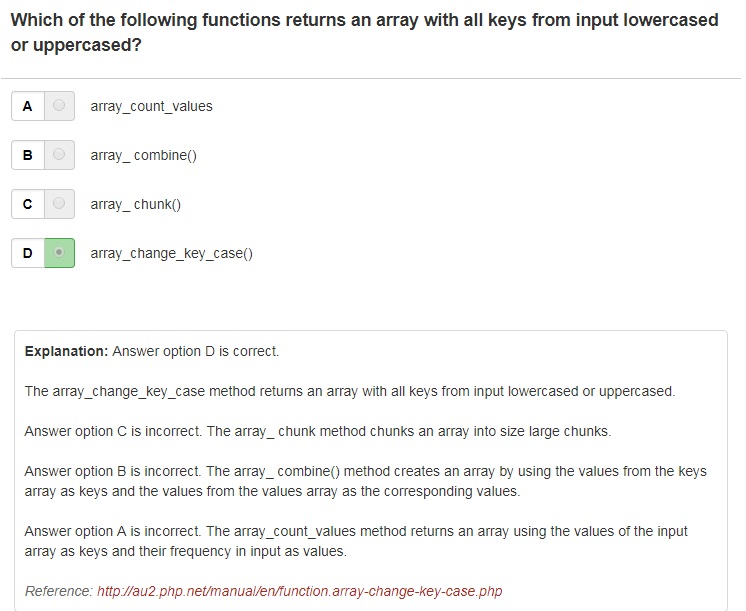 Which of the following functions returns an array with all keys from input lowercased
or uppercased?
A array_count_values
B array_ combine()
C array_ chunk()
D array_change_key_case()
Explanation: Answer option D is correct.
The array_change_key_case method returns an array with all keys from input lowercased or uppercased.
Answer option C is incorrect. The array_ chunk method chunks an array into size large chunks.
Answer option B is incorrect. The array_ combine() method creates an array by using the values from the keys
array as keys and the values from the values array as the corresponding values.
Answer option A is incorrect. The array_count_values method returns an array using the values of the input
array as keys and their frequency in input as values.
Reference: http://au2.php.net/manual/en/function.array-change-key-case.php